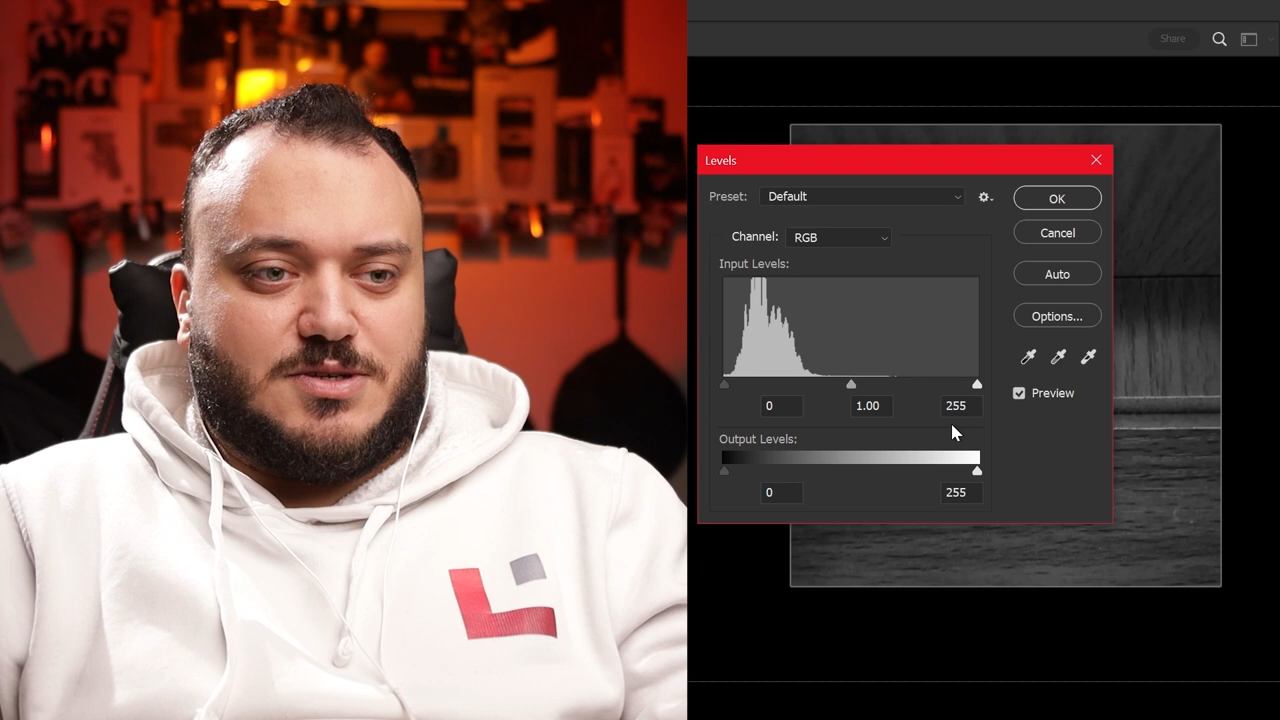 Share
Levels
Preset: Default
OK
Channel: RGB
Cancel
Input Levels:
Auto
Options...
Preview
0 1.00 255
Output Levels:
0 255